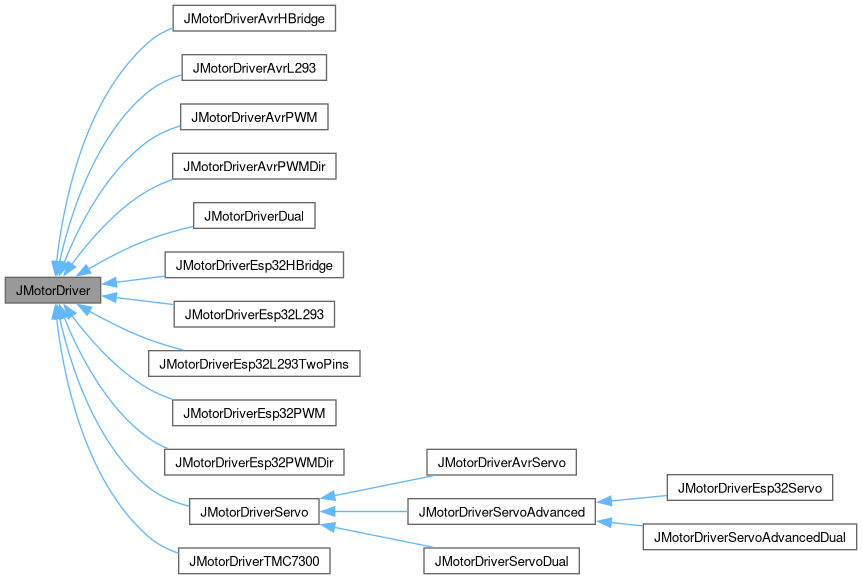 JMotorDriverAvrHBridge
JMotorDriverAvrL293
JMotorDriverAvrPWM
JMotorDriverAvrPWMDir
JMotorDriverDual
JMotorDriverEsp32HBridge
JMotorDriver
JMotorDriverEsp32L293
JMotorDriverEsp32L293TwoPins
JMotorDriverEsp32PWM
JMotorDriverEsp32PWMDir
JMotorDriverAvrServo
JMotorDriverEsp32Servo
JMotorDriverServo
JMotorDriverServoAdvanced
JMotorDriverServoAdvancedDual
JMotorDriverTMC7300
JMotorDriverServoDual